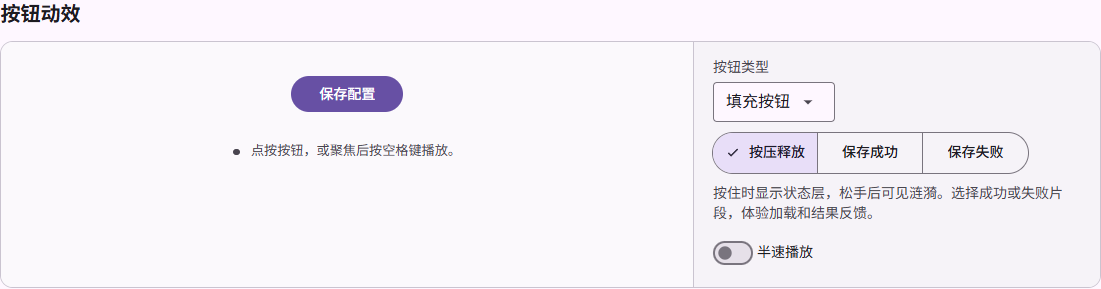 按钮动效
保存配置
点按按钮，或聚焦后按空格键播放。
按钮类型
填充按钮
按压释放
保存成功
保存失败
按住时显示状态层，松手后可见涟漪。选择成功或失败片
段，体验加载和结果反馈。
半速播放